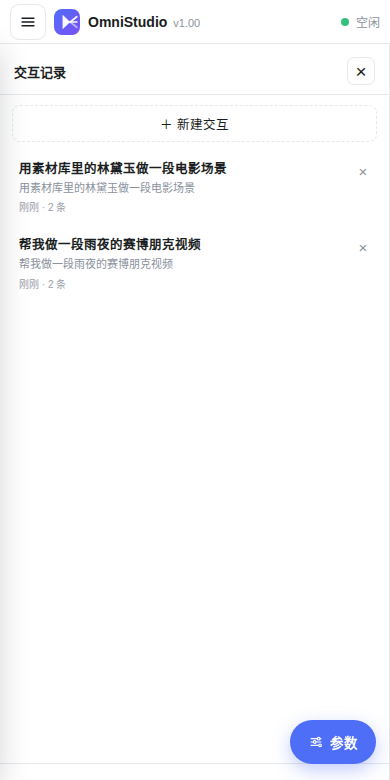 OmniStudio v1.00 空闲
交互记录
+ 新建交互
用素材库里的林黛玉做一段电影场景
用素材库里的林黛玉做一段电影场景
刚刚 · 2 条
帮我做一段雨夜的赛博朋克视频
帮我做一段雨夜的赛博朋克视频
刚刚 · 2 条
参数